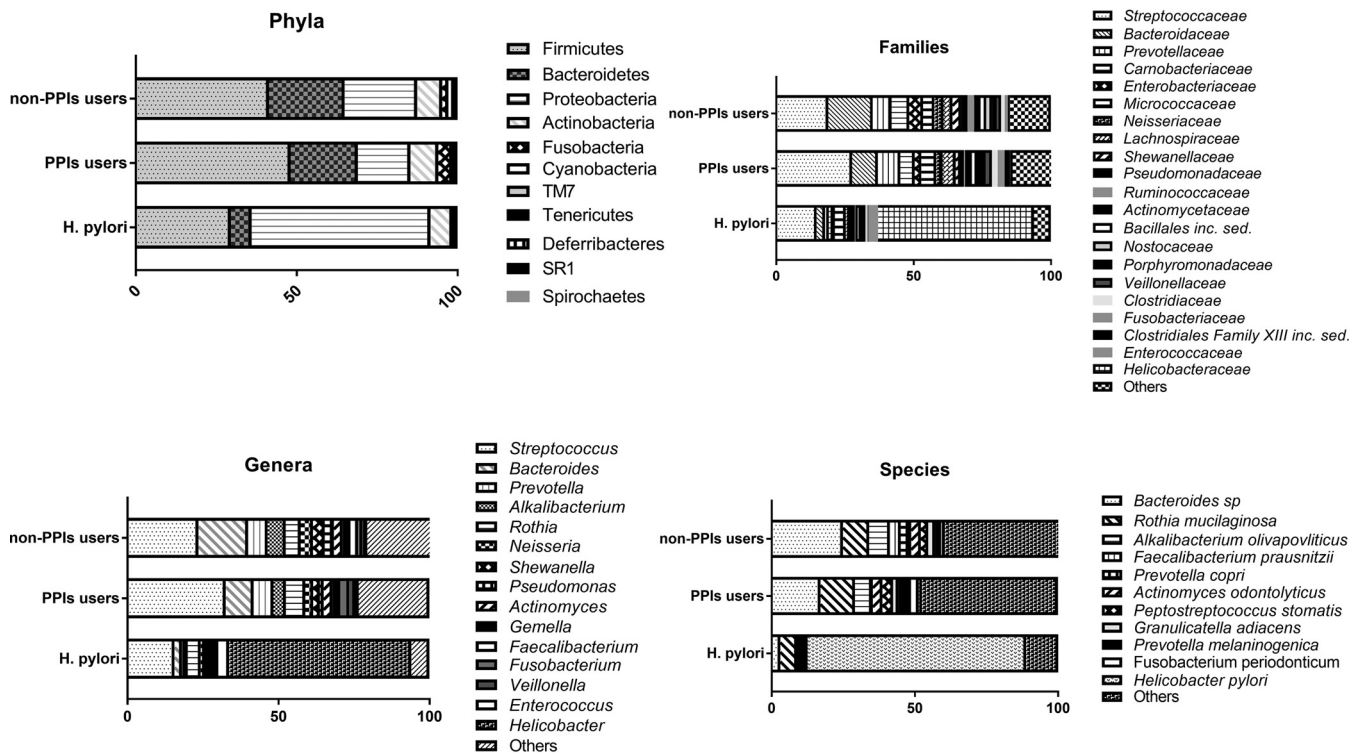 Phyla
non-PPIs users
PPIs users
H. pylori
0
50
100
Firmicutes
Bacteroidetes
Proteobacteria
Actinobacteria
Fusobacteria
Cyanobacteria
TM7
Tenericutes
Deferribacteres
SR1
Spirochaetes
Families
non-PPIs users
PPIs users
H. pylori
0
50
100
Streptococcaceae
Bacteroidaceae
Prevotellaceae
Carnobacteriaceae
Enterobacteriaceae
Micrococcaceae
Neisseriaceae
Lachnospiraceae
Shewanellaceae
Pseudomonadaceae
Ruminococcaceae
Actinomycetaceae
Bacillales inc. sed.
Nostocaceae
Porphyromonadaceae
Veillonellaceae
Clostridiaceae
Fusobacteriaceae
Clostridiales Family XIII inc. sed.
Enterococcaceae
Helicobacteraceae
Others
Genera
non-PPIs users
PPIs users
H. pylori
0
50
100
Streptococcus
Bacteroides
Prevotella
Alkalibacterium
Rothia
Neisseria
Shewanella
Pseudomonas
Actinomyces
Gemella
Faecalibacterium
Fusobacterium
Veillonella
Enterococcus
Helicobacter
Others
Species
non-PPIs users
PPIs users
H. pylori
0
50
100
Bacteroides sp
Rothia mucilaginosa
Alkalibacterium olivapovliticus
Faecalibacterium prausnitzii
Prevotella copri
Actinomyces odontolyticus
Peptostreptococcus stomatis
Granulicatella adiacens
Prevotella melaninogenica
Fusobacterium periodonticum
Helicobacter pylori
Others